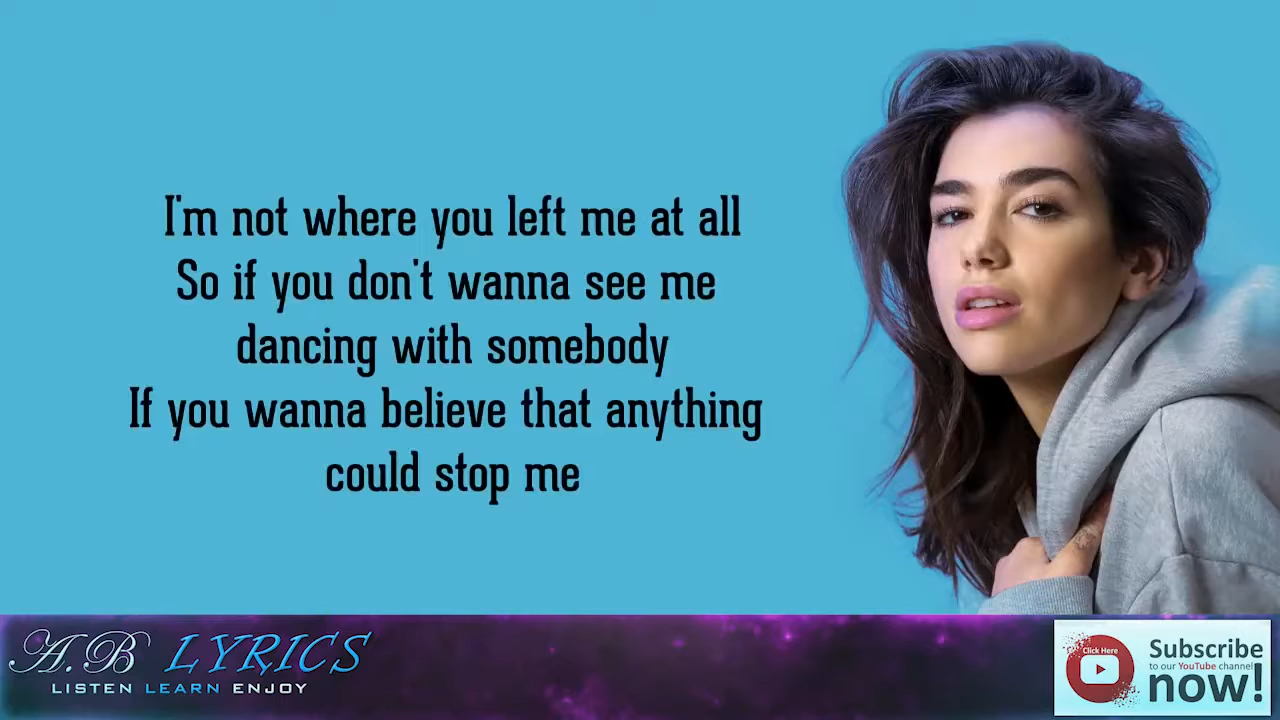 I'm not where you left me at all
So if you don't wanna see me
dancing with somebody
If you wanna believe that anything
could stop me
A.B LYRICS
LISTEN LEARN ENJOY
Click Here
Subscribe
to our YouTube channel
now!